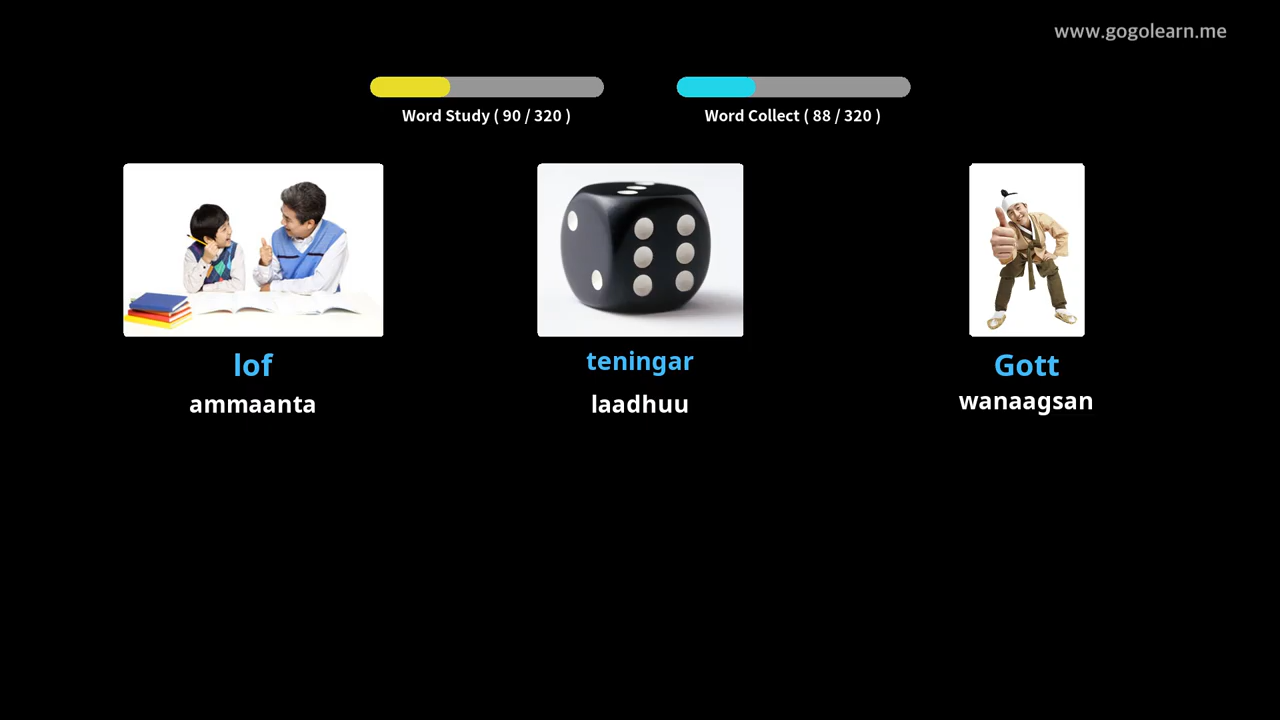 www.gogolearn.me
Word Study ( 90 / 320 )
Word Collect ( 88 / 320 )
lof
teningar
Gott
ammaanta
laadhuu
wanaagsan